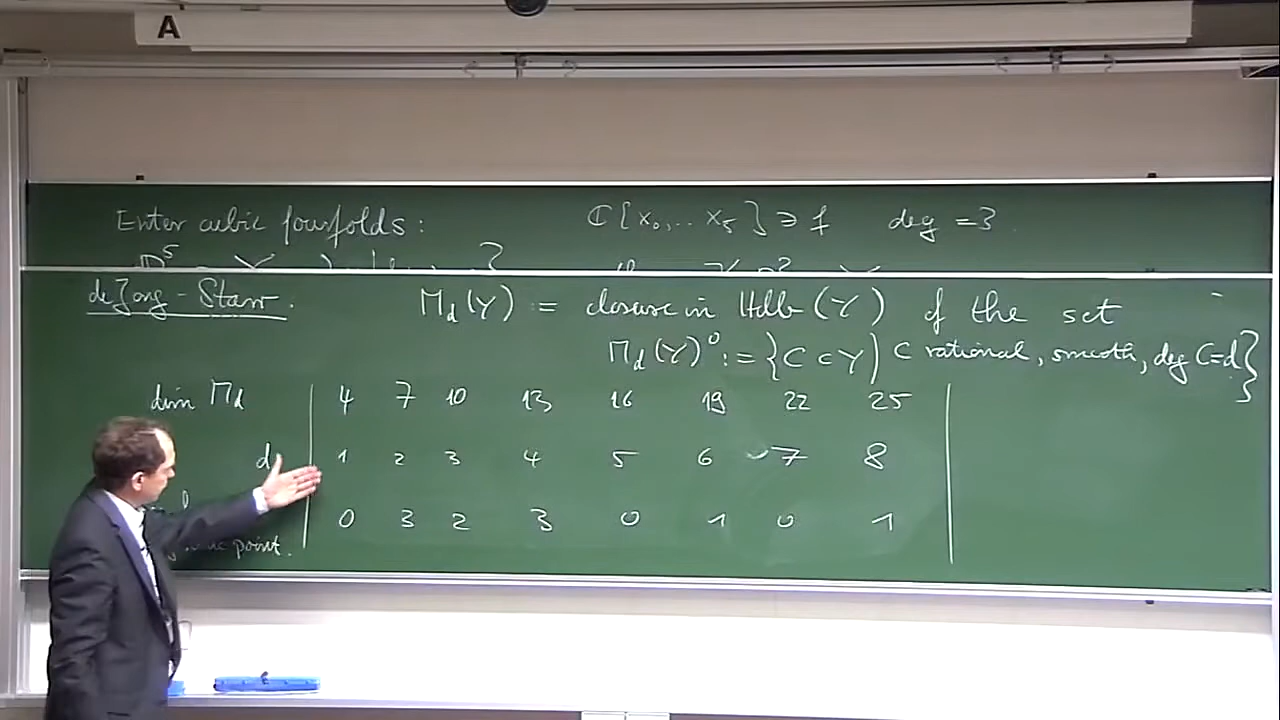 A
Enter cubic fourfolds: ℂ[x₀,... x₅] ∋ f deg = 3
de Jong - Starr. M_d(Y) = closure in Hilb(Y) of the set
M_d(Y)⁰ := {C ⊂ Y | C rational, smooth, deg C = d}
dim M_d 4 7 10 13 16 19 22 25
d 1 2 3 4 5 6 7 8
0 3 2 3 0 1 0 1
point.